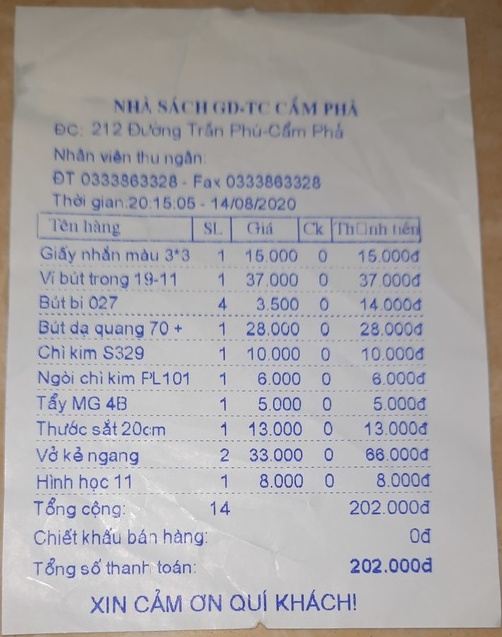 NHÀ SÁCH GD-TC CẨM PHẢ
ĐC: 212 Đường Trần Phú-Cẩm Phả
Nhân viên thu ngân:
ĐT 0333863328 - Fax 0333863328
Thời gian:20:15:05 - 14/08/2020
Tên hàng SL Giá Ck Th□nh tiền
Giấy nhắn màu 3*3 1 15.000 0 15.000đ
Ví bút trong 19-11 1 37.000 0 37.000đ
Bút bi 027 4 3.500 0 14.000đ
Bút dạ quang 70 + 1 28.000 0 28.000đ
Chì kim S329 1 10.000 0 10.000đ
Ngòi chì kim PL101 1 6.000 0 6.000đ
Tẩy MG 4B 1 5.000 0 5.000đ
Thước sắt 20cm 1 13.000 0 13.000đ
Vở kẻ ngang 2 33.000 0 66.000đ
Hình học 11 1 8.000 0 8.000đ
Tổng cộng: 14 202.000đ
Chiết khấu bán hàng: 0đ
Tổng số thanh toán: 202.000đ
XIN CẢM ƠN QUÍ KHÁCH!